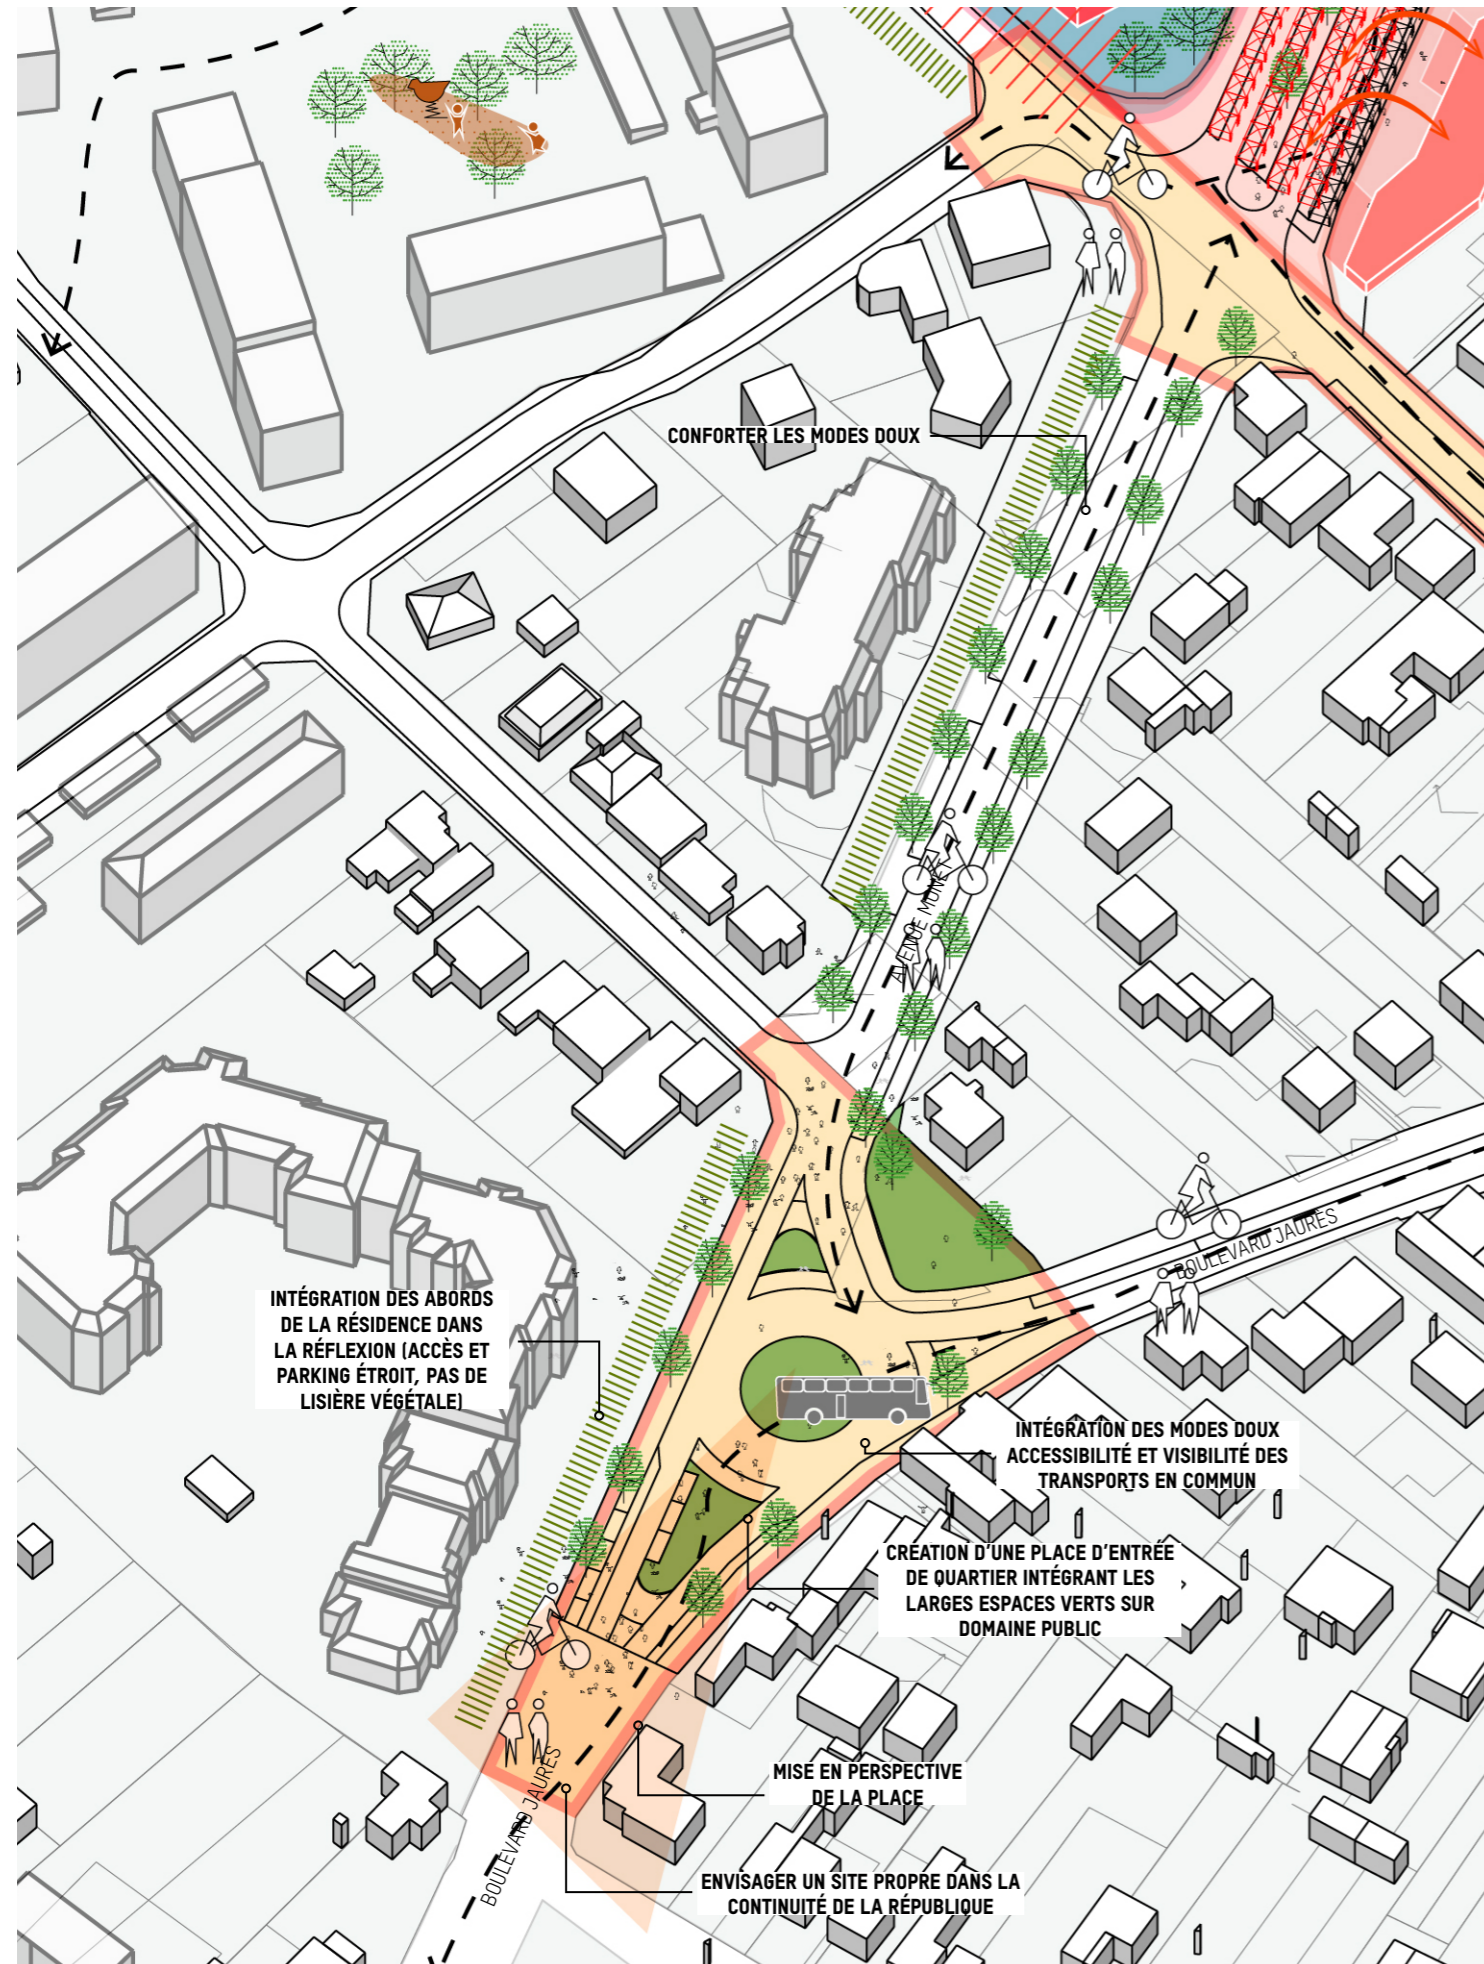 CONFORTER LES MODES DOUX
AVENUE MONET
BOULEVARD JAURÈS
INTÉGRATION DES ABORDS
DE LA RÉSIDENCE DANS
LA RÉFLEXION (ACCÈS ET
PARKING ÉTROIT, PAS DE
LISIÈRE VÉGÉTALE)
INTÉGRATION DES MODES DOUX
ACCESSIBILITÉ ET VISIBILITÉ DES
TRANSPORTS EN COMMUN
CRÉATION D'UNE PLACE D'ENTRÉE
DE QUARTIER INTÉGRANT LES
LARGES ESPACES VERTS SUR
DOMAINE PUBLIC
MISE EN PERSPECTIVE
DE LA PLACE
BOULEVARD JAURÈS
ENVISAGER UN SITE PROPRE DANS LA
CONTINUITÉ DE LA RÉPUBLIQUE